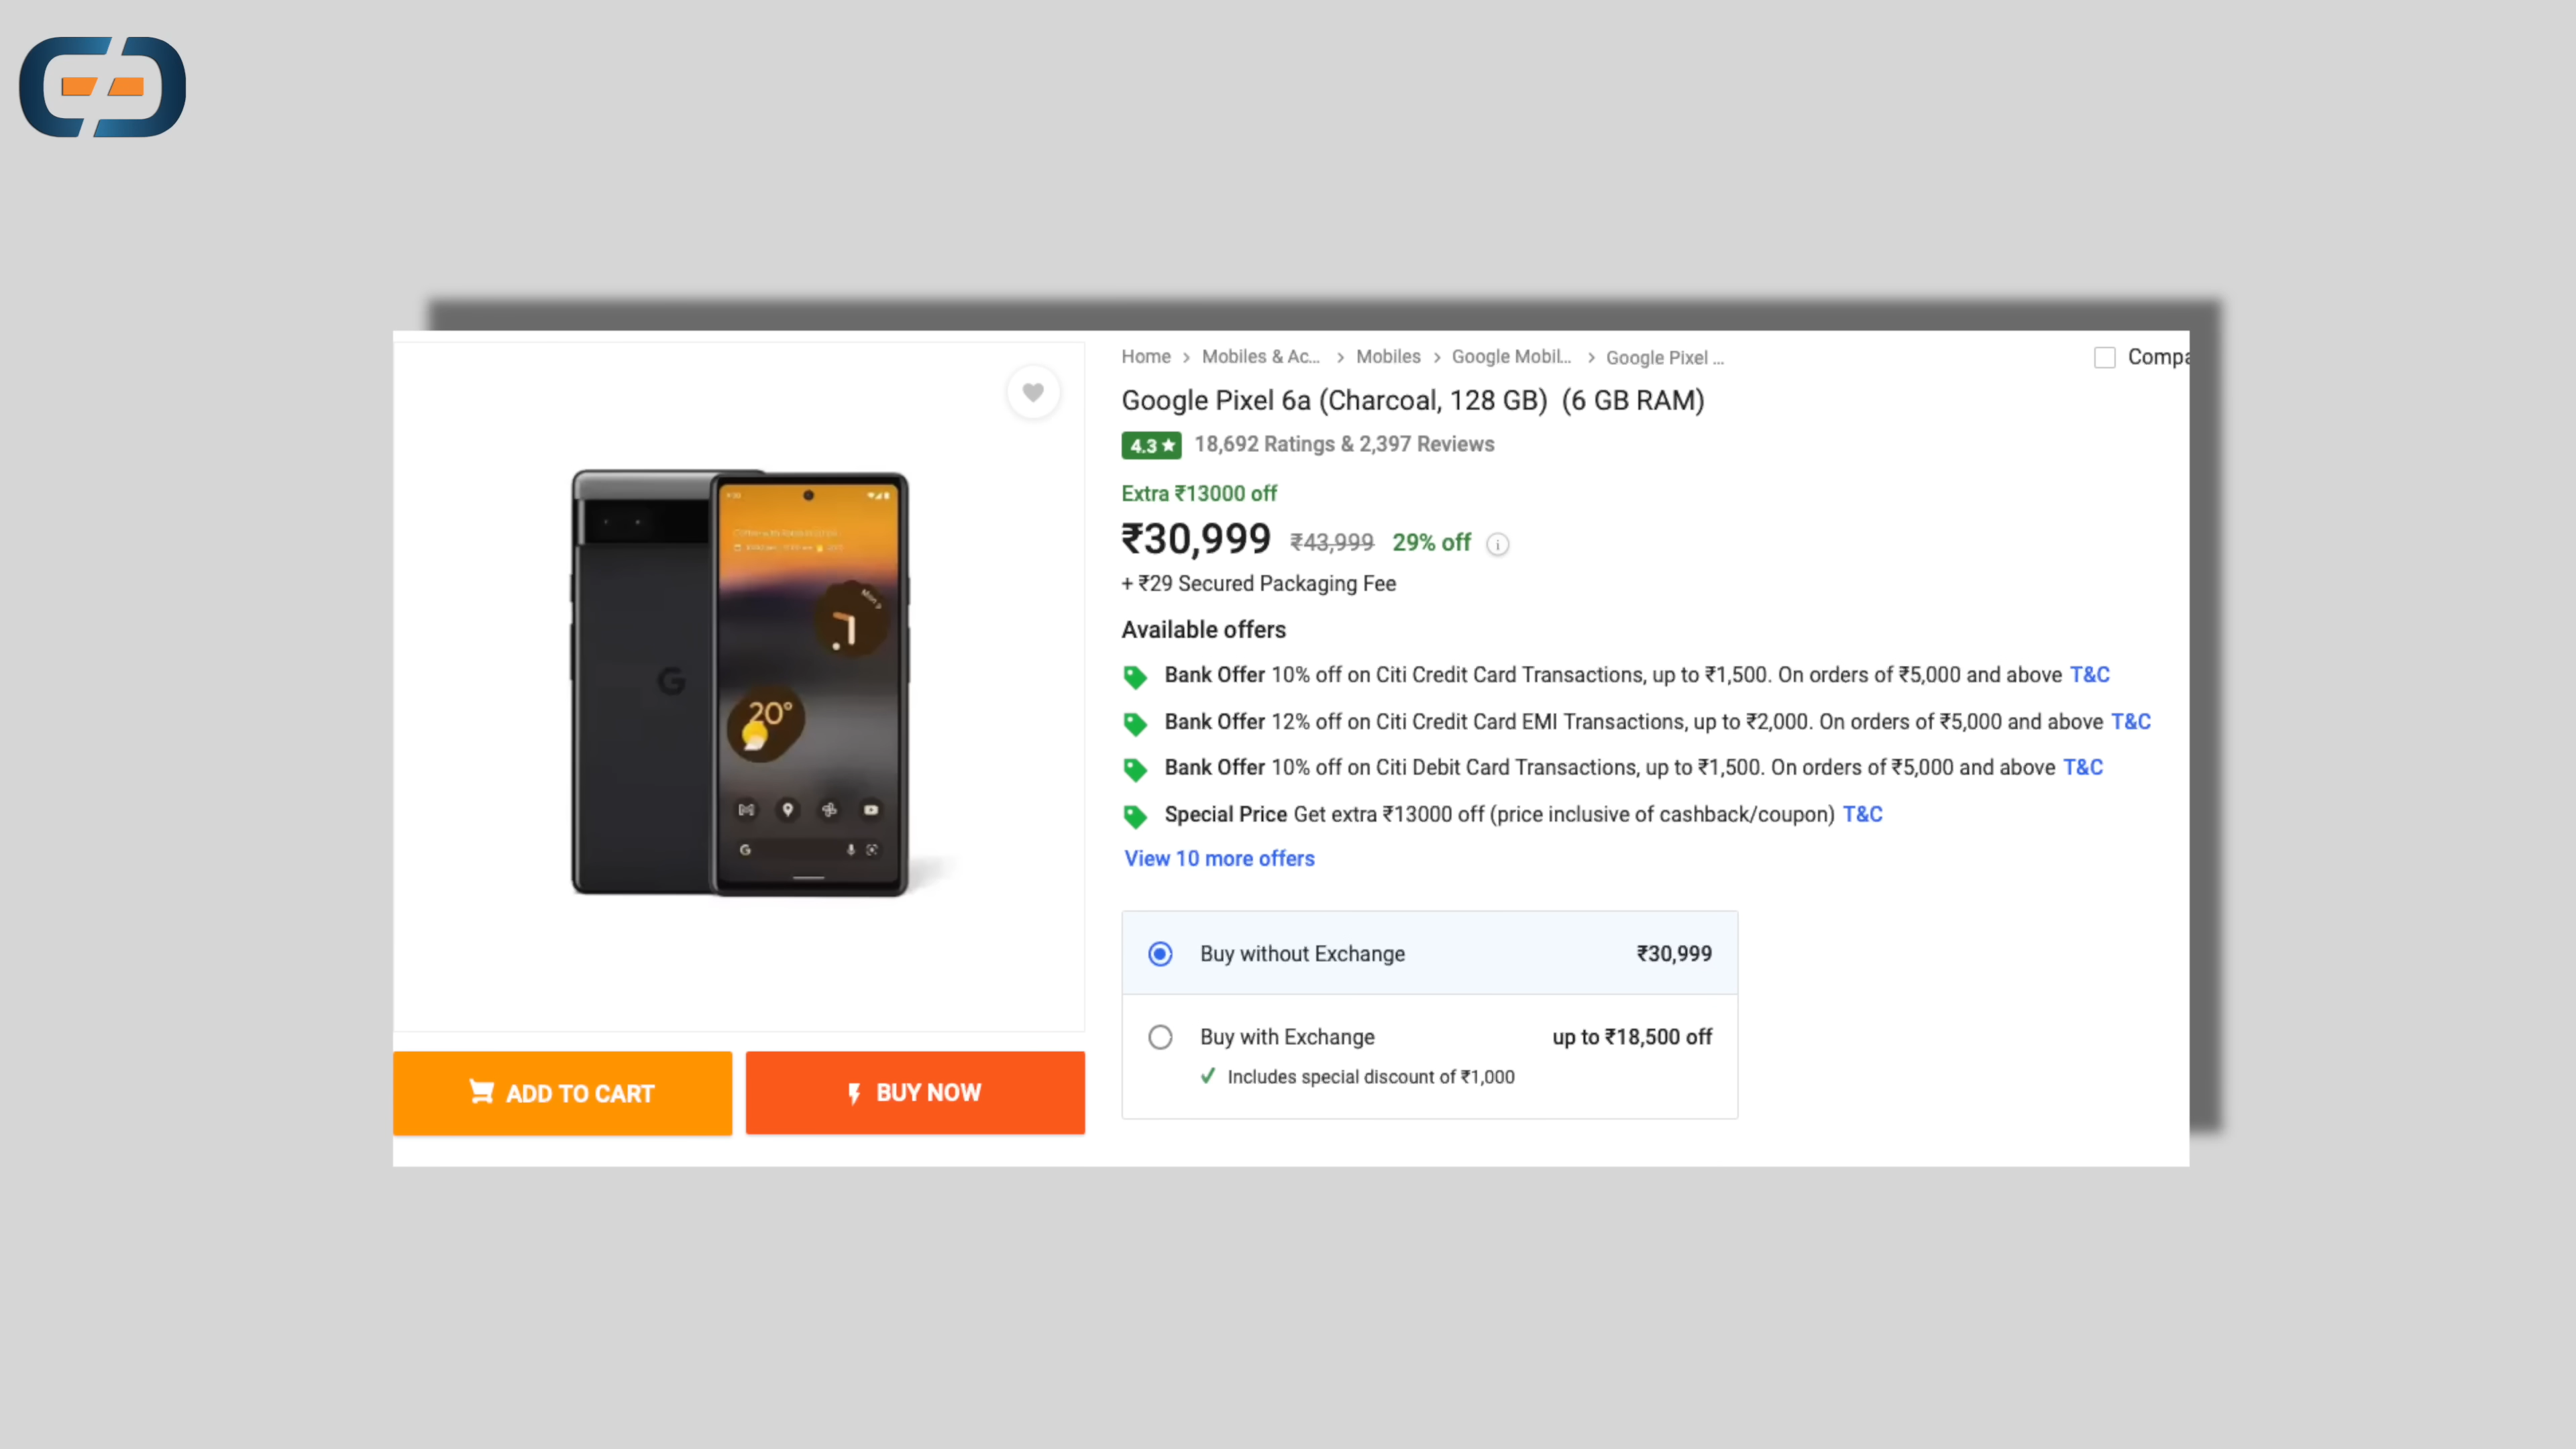 Home > Mobiles & Ac... > Mobiles > Google Mobil... > Google Pixel ...
Compa
Google Pixel 6a (Charcoal, 128 GB) (6 GB RAM)
4.3★ 18,692 Ratings & 2,397 Reviews
Extra ₹13000 off
₹30,999 ₹43,999 29% off
+ ₹29 Secured Packaging Fee
Available offers
Bank Offer 10% off on Citi Credit Card Transactions, up to ₹1,500. On orders of ₹5,000 and above T&C
Bank Offer 12% off on Citi Credit Card EMI Transactions, up to ₹2,000. On orders of ₹5,000 and above T&C
Bank Offer 10% off on Citi Debit Card Transactions, up to ₹1,500. On orders of ₹5,000 and above T&C
Special Price Get extra ₹13000 off (price inclusive of cashback/coupon) T&C
View 10 more offers
Buy without Exchange ₹30,999
Buy with Exchange up to ₹18,500 off
Includes special discount of ₹1,000
20°
G
G
ADD TO CART
BUY NOW